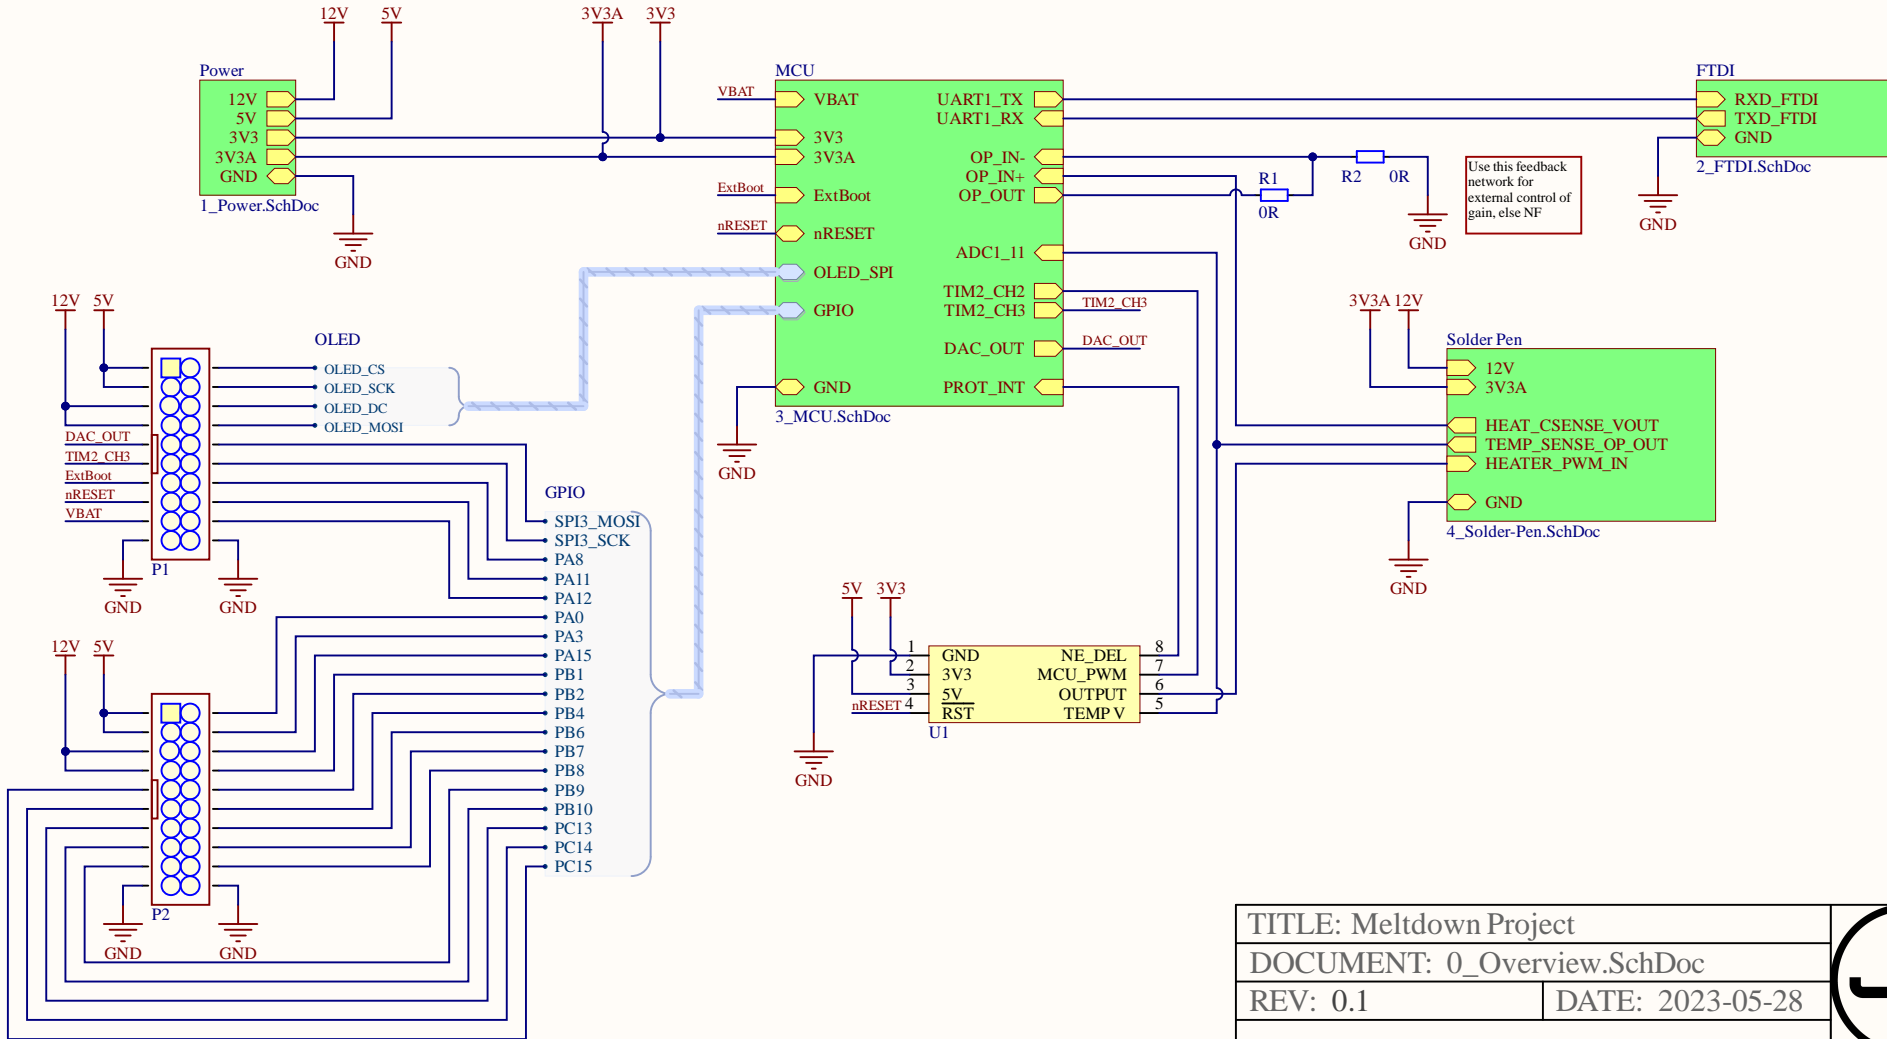 12V
5V
3V3A
3V3
Power
12V
5V
3V3
3V3A
GND
1_Power.SchDoc
GND
MCU
VBAT
VBAT
3V3
3V3A
ExtBoot
ExtBoot
nRESET
nRESET
OLED_SPI
GPIO
GND
UART1_TX
UART1_RX
OP_IN-
OP_IN+
OP_OUT
ADC1_11
TIM2_CH2
TIM2_CH3
TIM2_CH3
DAC_OUT
DAC_OUT
PROT_INT
3_MCU.SchDoc
GND
R1
0R
R2
0R
GND
Use this feedback
network for
external control of
gain, else NF
FTDI
RXD_FTDI
TXD_FTDI
GND
2_FTDI.SchDoc
GND
12V
5V
OLED
OLED_CS
OLED_SCK
OLED_DC
OLED_MOSI
DAC_OUT
TIM2_CH3
ExtBoot
nRESET
VBAT
P1
GND
GND
GPIO
SPI3_MOSI
SPI3_SCK
PA8
PA11
PA12
PA0
PA3
PA15
PB1
PB2
PB4
PB6
PB7
PB8
PB9
PB10
PC13
PC14
PC15
12V
5V
P2
GND
GND
3V3A
12V
Solder Pen
12V
3V3A
HEAT_CSENSE_VOUT
TEMP_SENSE_OP_OUT
HEATER_PWM_IN
GND
4_Solder-Pen.SchDoc
GND
5V
3V3
1
GND
NE_DEL
8
2
3V3
MCU_PWM
7
3
5V
OUTPUT
6
nRESET
4
RST
TEMP V
5
U1
GND
TITLE: Meltdown Project
DOCUMENT: 0_Overview.SchDoc
REV: 0.1
DATE: 2023-05-28